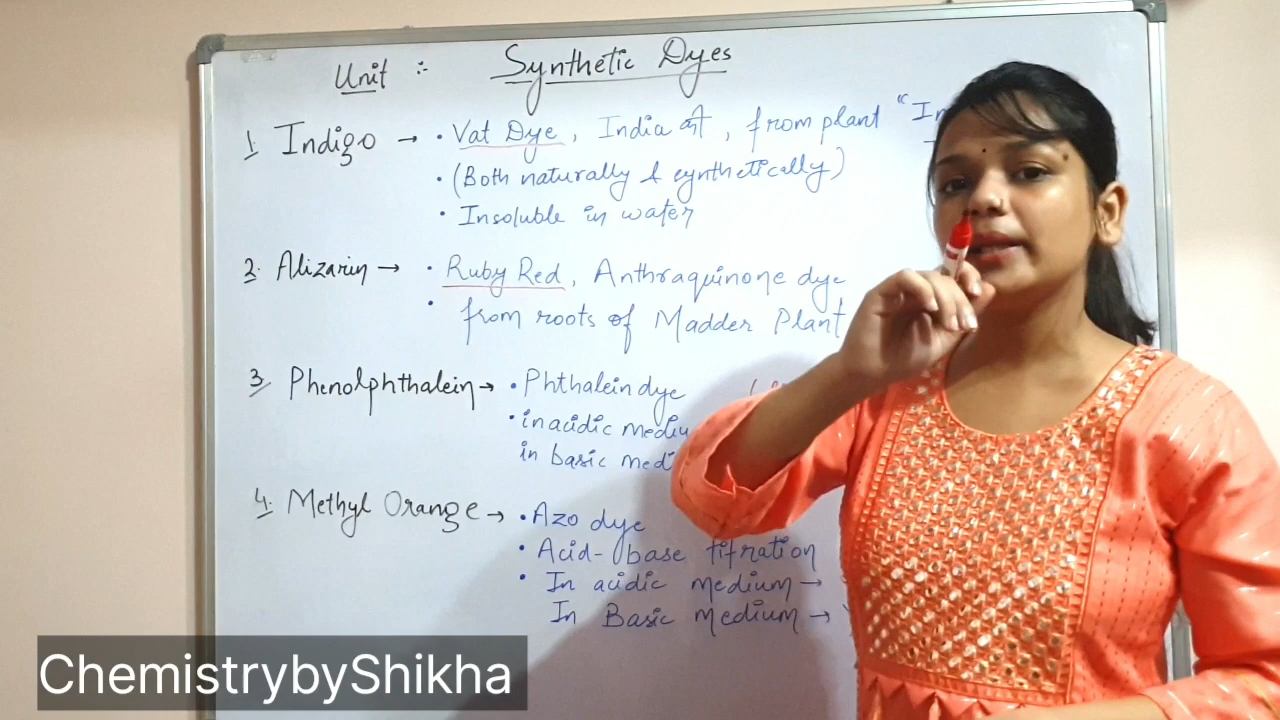 Unit :- Synthetic Dyes
1. Indigo → • Vat Dye, India की, from plant "In
• (Both naturally & synthetically)
• Insoluble in water
2. Alizarin → • Ruby Red, Anthraquinone dye
• from roots of Madder Plant
3. Phenolphthalein → • Phthalein dye
• in acidic mediu
in basic med
4. Methyl Orange → • Azo dye
• Acid-base titration
• In acidic medium →
In Basic medium →
ChemistrybyShikha